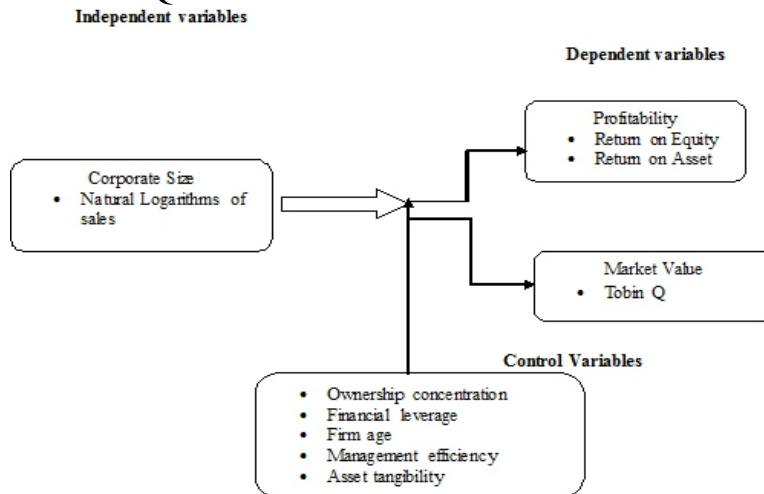 Independent variables
Dependent variables
Profitability
• Return on Equity
• Return on Asset
Corporate Size
• Natural Logarithms of
sales
Market Value
• Tobin Q
Control Variables
• Ownership concentration
• Financial leverage
• Firm age
• Management efficiency
• Asset tangibility